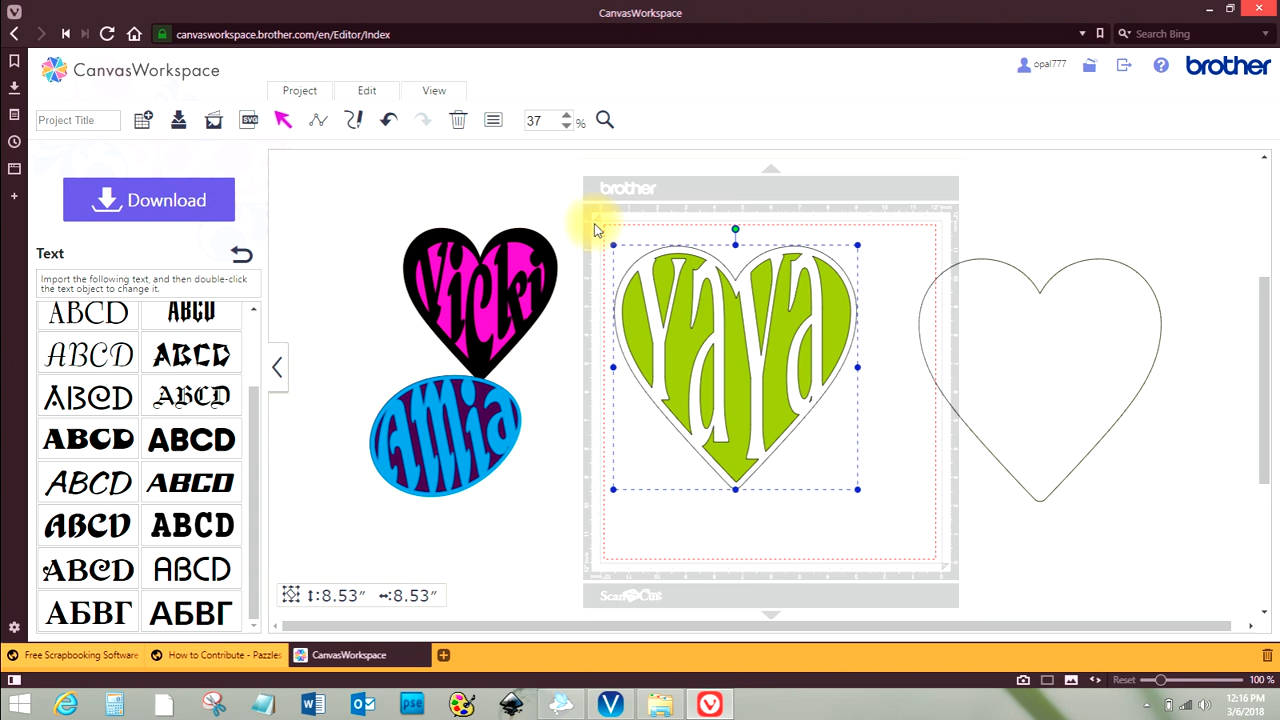 CanvasWorkspace
canvasworkspace.brother.com/en/Editor/Index
Search Bing
CanvasWorkspace
Project
Edit
View
opal777
brother
Project Title
SVG
37
%
Download
Text
Import the following text, and then double-click
the text object to change it.
ABCD ABCD
ABCD ABCD
ABCD ABCD
ABCD ABCD
ABCD ABCD
ABCD ABCD
ABCD ABCD
АБВГ АБВГ
Vicki
amia
brother
yaya
ScanNCut
8.53" 8.53"
Free Scrapbooking Software
How to Contribute - Pazzles
CanvasWorkspace
Reset
100 %
pse
12:16 PM
3/6/2018